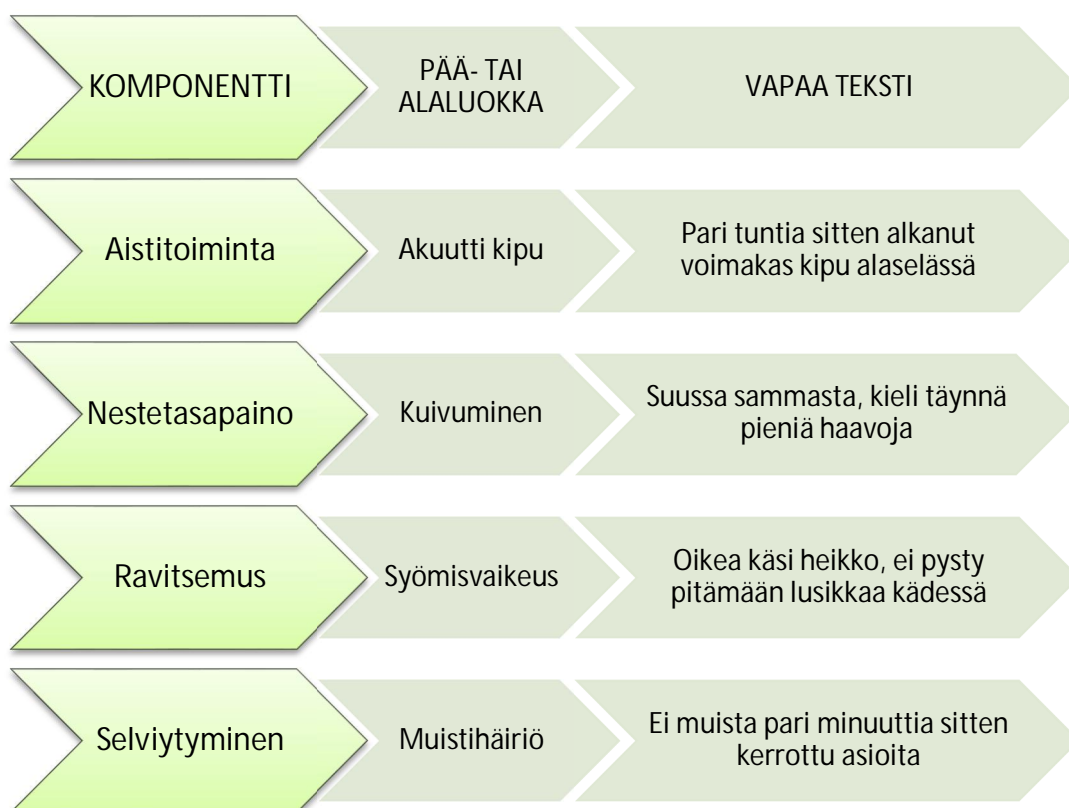 KOMPONENTTI
PÄÄ- TAI
ALALUOKKA
VAPAA TEKSTI
Aistitoiminta
Akuutti kipu
Pari tuntia sitten alkanut
voimakas kipu alaselässä
Nestetasapaino
Kuivuminen
Suussa sammasta, kieli täynnä
pieniä haavoja
Ravitsemus
Syömisvaikeus
Oikea käsi heikko, ei pysty
pitämään lusikkaa kädessä
Selviytyminen
Muistihäiriö
Ei muista pari minuuttia sitten
kerrottu asioita